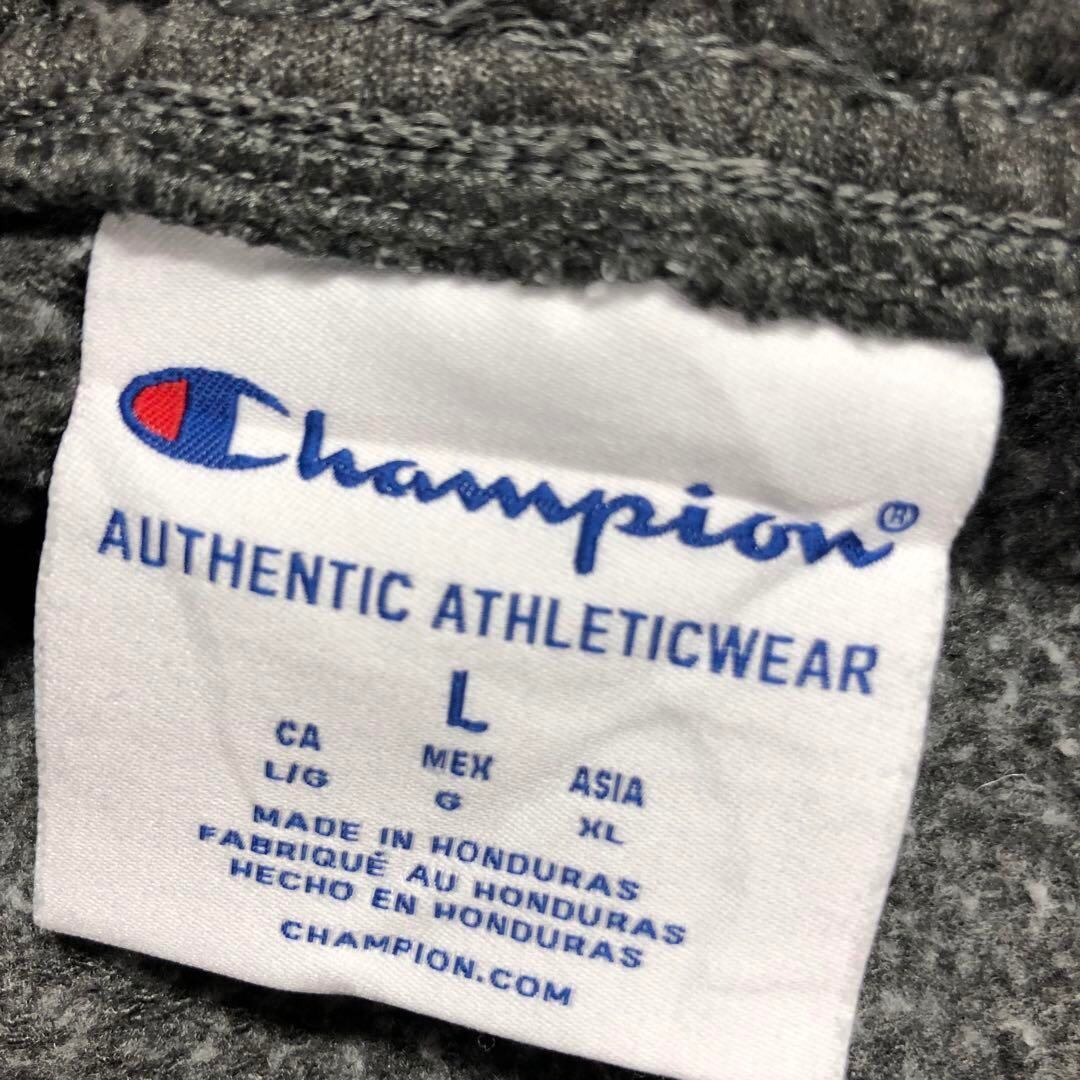 Champion®
AUTHENTIC ATHLETICWEAR
L
CA MEX ASIA
L/G G XL
MADE IN HONDURAS
FABRIQUÉ AU HONDURAS
HECHO EN HONDURAS
CHAMPION.COM